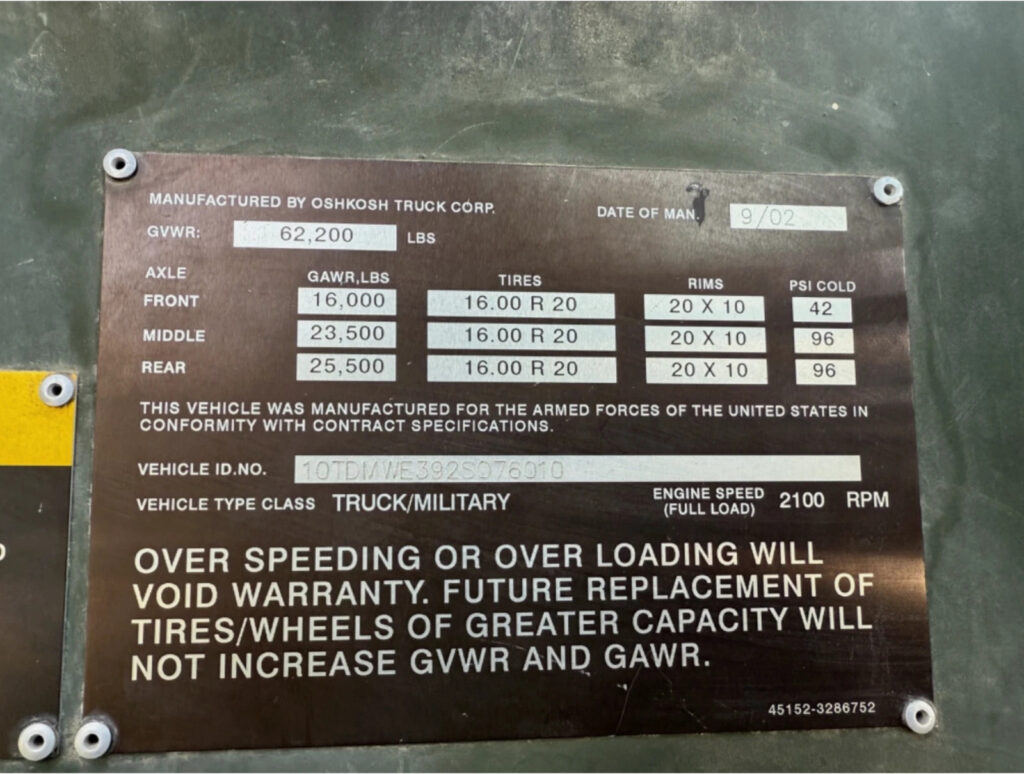 MANUFACTURED BY OSHKOSH TRUCK CORP. DATE OF MAN. 9/02
GVWR: 62,200 LBS
AXLE GAWR,LBS TIRES RIMS PSI COLD
FRONT 16,000 16.00 R 20 20 X 10 42
MIDDLE 23,500 16.00 R 20 20 X 10 96
REAR 25,500 16.00 R 20 20 X 10 96
THIS VEHICLE WAS MANUFACTURED FOR THE ARMED FORCES OF THE UNITED STATES IN
CONFORMITY WITH CONTRACT SPECIFICATIONS.
VEHICLE ID.NO. 10TDMWE392S076010
VEHICLE TYPE CLASS TRUCK/MILITARY ENGINE SPEED 2100 RPM
(FULL LOAD)
OVER SPEEDING OR OVER LOADING WILL
VOID WARRANTY. FUTURE REPLACEMENT OF
TIRES/WHEELS OF GREATER CAPACITY WILL
NOT INCREASE GVWR AND GAWR.
45152-3286752